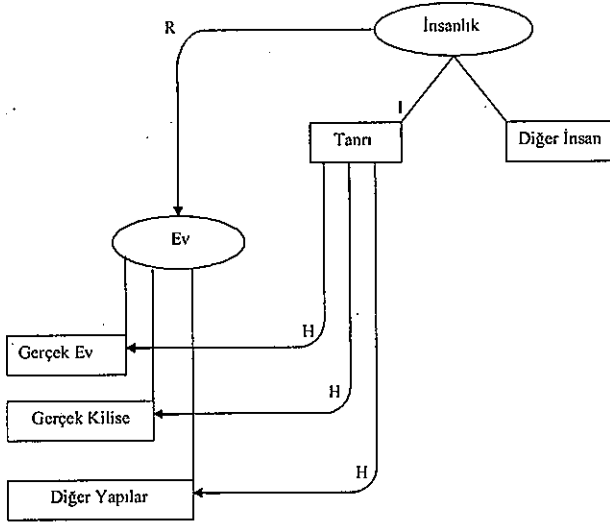 R
İnsanlık
I
Tanrı
Diğer İnsan
Ev
H
Gerçek Ev
H
Gerçek Kilise
H
Diğer Yapılar